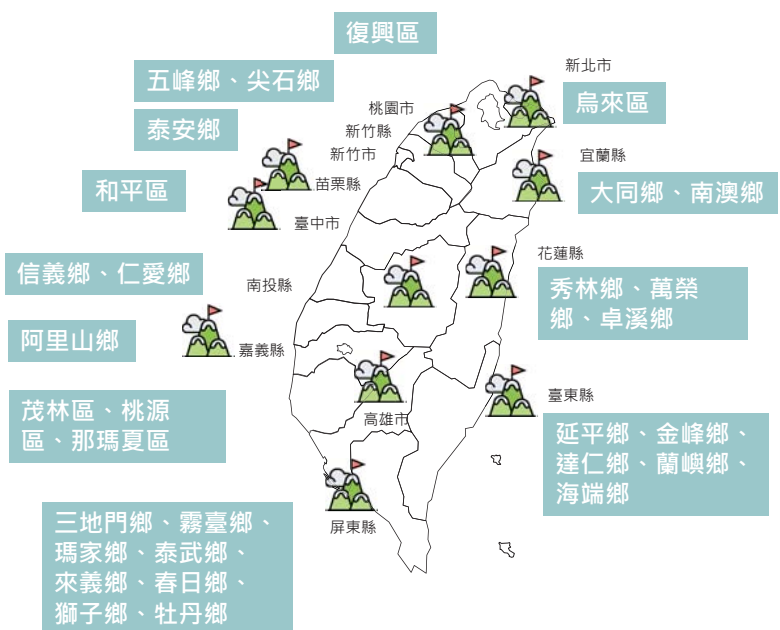 復興區
新北市
五峰鄉、尖石鄉
烏來區
桃園市
泰安鄉
新竹縣
新竹市
宜蘭縣
和平區
苗栗縣
大同鄉、南澳鄉
臺中市
花蓮縣
信義鄉、仁愛鄉
南投縣
秀林鄉、萬榮
鄉、卓溪鄉
阿里山鄉
嘉義縣
臺東縣
茂林區、桃源
區、那瑪夏區
高雄市
延平鄉、金峰鄉、
達仁鄉、蘭嶼鄉、
海端鄉
三地門鄉、霧臺鄉、
瑪家鄉、泰武鄉、
來義鄉、春日鄉、
獅子鄉、牡丹鄉
屏東縣